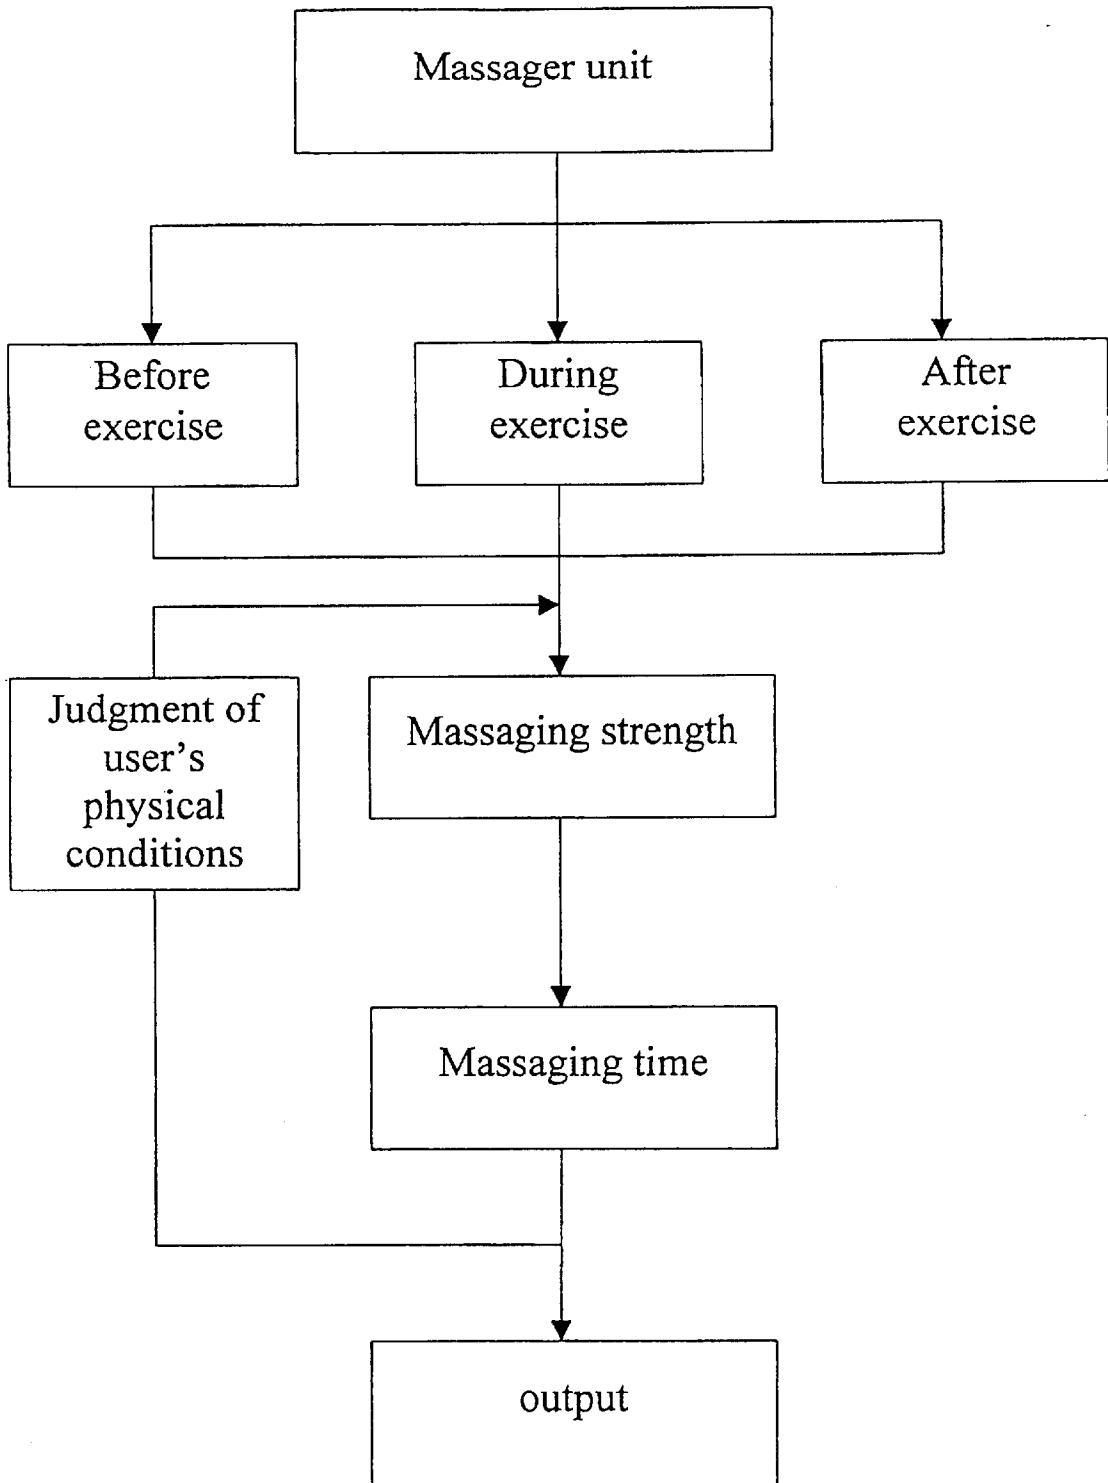 Massager unit
Before
exercise
During
exercise
After
exercise
Judgment of
user's
physical
conditions
Massaging strength
Massaging time
output